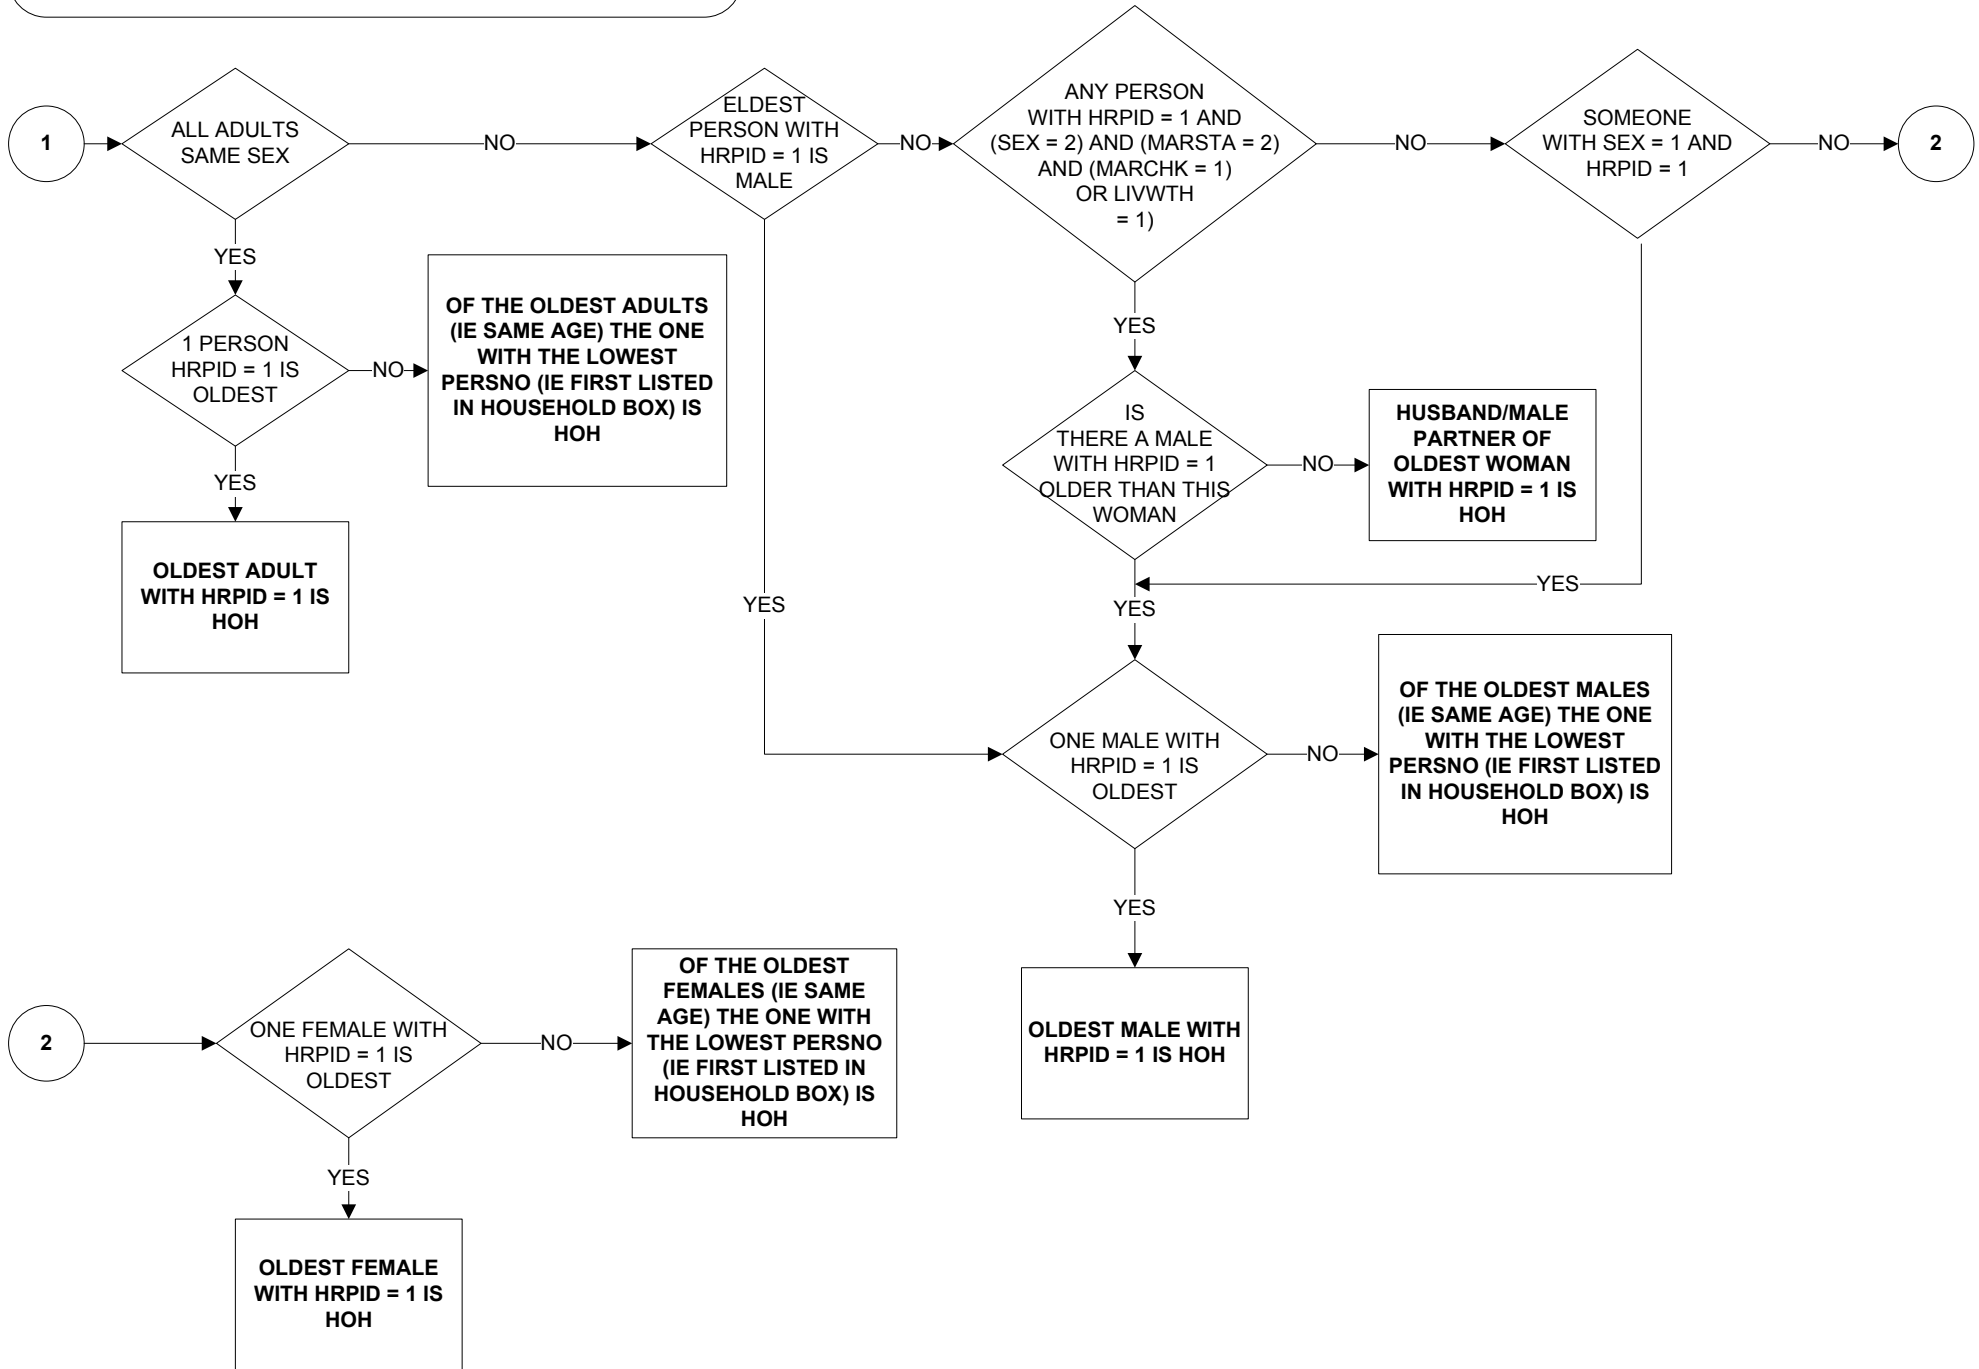 1
ALL ADULTS
SAME SEX
NO
ELDEST
PERSON WITH
HRPID = 1 IS
MALE
NO
ANY PERSON
WITH HRPID = 1 AND
(SEX = 2) AND (MARSTA = 2)
AND (MARCHK = 1)
OR LIVWTH
= 1)
NO
SOMEONE
WITH SEX = 1 AND
HRPID = 1
NO
2
YES
1 PERSON
HRPID = 1 IS
OLDEST
NO
OF THE OLDEST ADULTS
(IE SAME AGE) THE ONE
WITH THE LOWEST
PERSNO (IE FIRST LISTED
IN HOUSEHOLD BOX) IS
HOH
YES
OLDEST ADULT
WITH HRPID = 1 IS
HOH
YES
YES
IS
THERE A MALE
WITH HRPID = 1
OLDER THAN THIS
WOMAN
NO
HUSBAND/MALE
PARTNER OF
OLDEST WOMAN
WITH HRPID = 1 IS
HOH
YES
YES
ONE MALE WITH
HRPID = 1 IS
OLDEST
NO
OF THE OLDEST MALES
(IE SAME AGE) THE ONE
WITH THE LOWEST
PERSNO (IE FIRST LISTED
IN HOUSEHOLD BOX) IS
HOH
YES
OLDEST MALE WITH
HRPID = 1 IS HOH
2
ONE FEMALE WITH
HRPID = 1 IS
OLDEST
NO
OF THE OLDEST
FEMALES (IE SAME
AGE) THE ONE WITH
THE LOWEST PERSNO
(IE FIRST LISTED IN
HOUSEHOLD BOX) IS
HOH
YES
OLDEST FEMALE
WITH HRPID = 1 IS
HOH